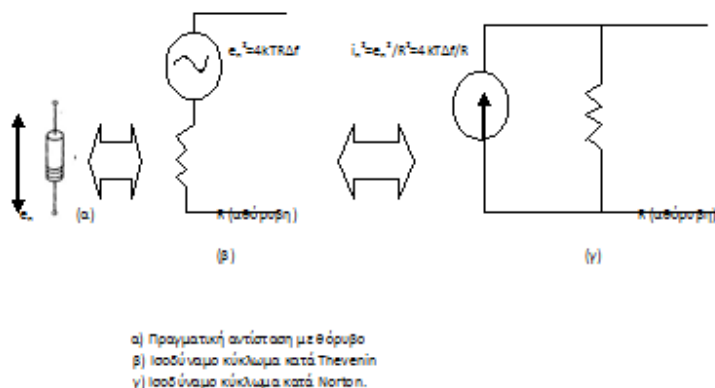 eₙ²=4kTRΔf
iₙ²=eₙ²/R²=4KTΔf/R
eₙ
(α)
R (αθόρυβη)
R (αθόρυβη)
(β)
(γ)
α) Πραγματική αντίσταση με θόρυβο
β) Ισοδύναμο κύκλωμα κατά Thevenin
γ) Ισοδύναμο κύκλωμα κατά Norton.